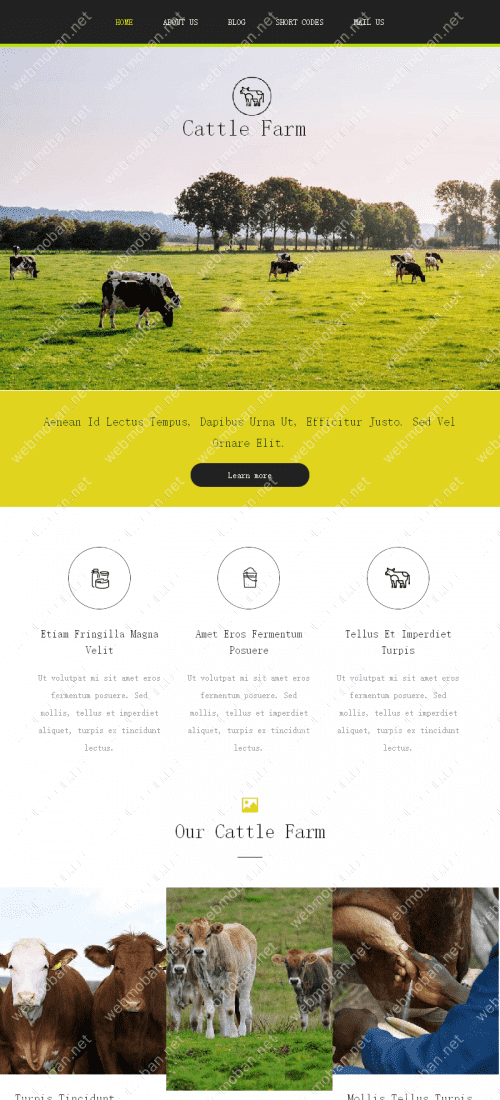 HOME ABOUT US BLOG SHORT CODES MAIL US
Cattle Farm
Aenean Id Lectus Tempus, Dapibus Urna Ut, Efficitur Justo. Sed Vel
Ornare Elit.
Learn more
Etiam Fringilla Magna
Velit
Ut volutpat mi sit amet eros
fermentum posuere. Sed
mollis, tellus et imperdiet
aliquet, turpis ex tincidunt
lectus.
Amet Eros Fermentum
Posuere
Ut volutpat mi sit amet eros
fermentum posuere. Sed
mollis, tellus et imperdiet
aliquet, turpis ex tincidunt
lectus.
Tellus Et Imperdiet
Turpis
Ut volutpat mi sit amet eros
fermentum posuere. Sed
mollis, tellus et imperdiet
aliquet, turpis ex tincidunt
lectus.
Our Cattle Farm
Turpis Tincidunt
Mollis Tellus Turpis
webmoban.net